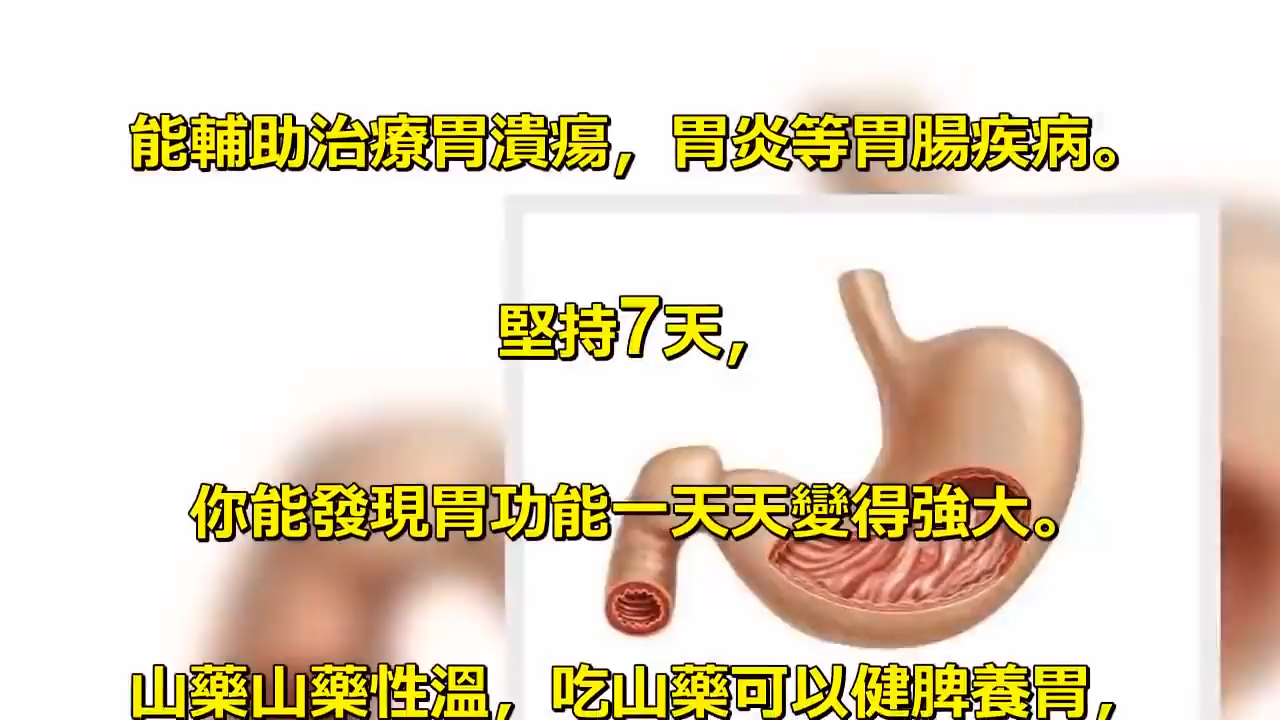 能輔助治療胃潰瘍，胃炎等胃腸疾病。
堅持7天，
你能發現胃功能一天天變得強大。
山藥山藥性溫，吃山藥可以健脾養胃，